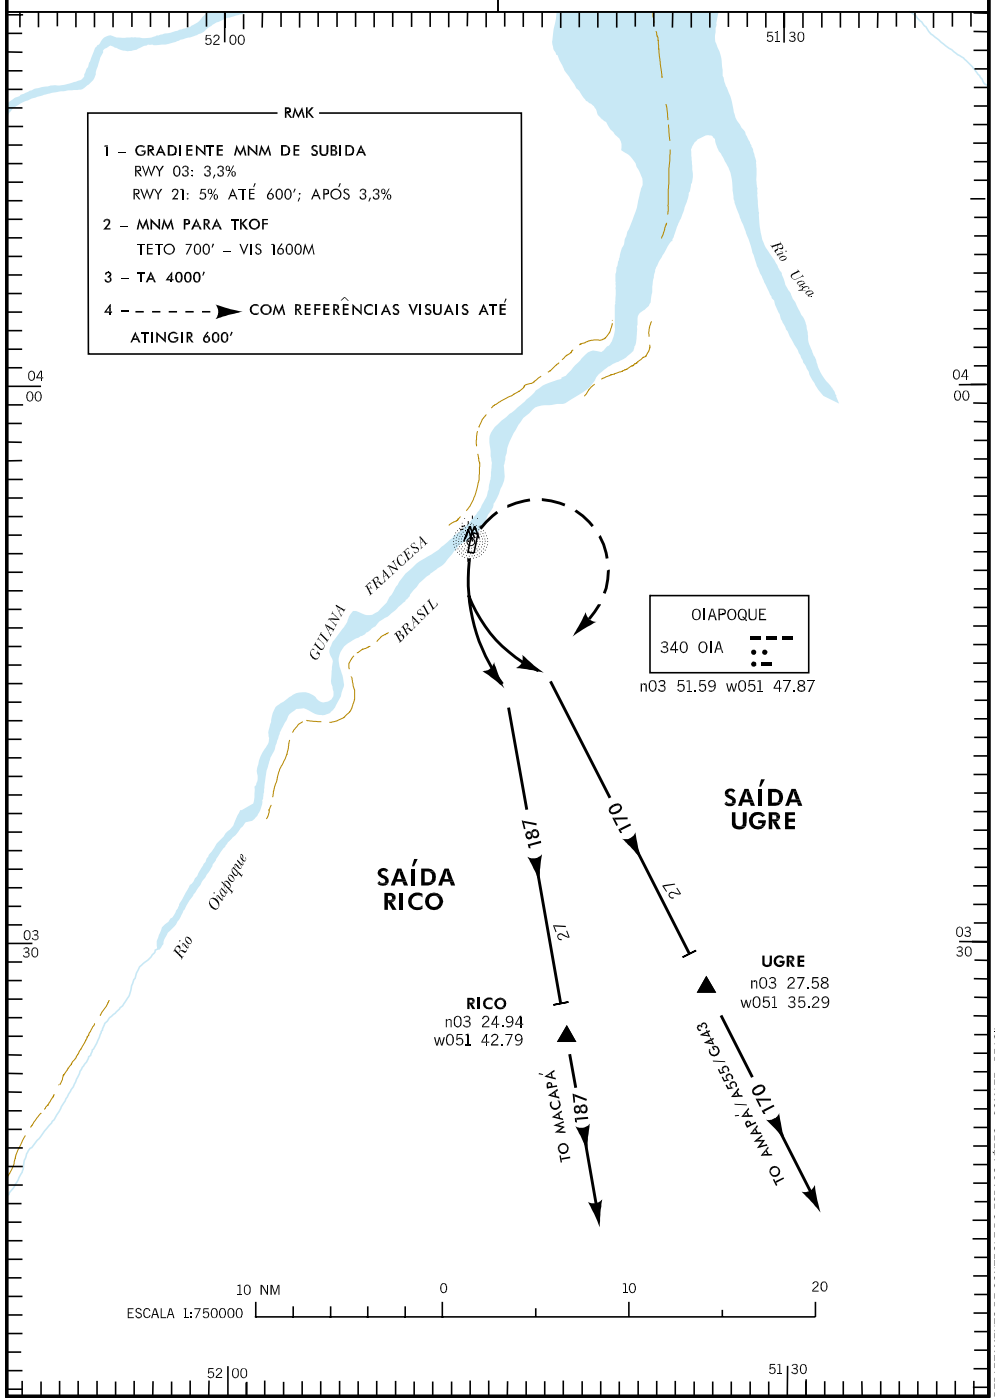 52 00
51 30
RMK
1 – GRADIENTE MNM DE SUBIDA
RWY 03: 3,3%
RWY 21: 5% ATÉ 600’; APÓS 3,3%
2 – MNM PARA TKOF
TETO 700’ – VIS 1600M
3 – TA 4000’
4 COM REFERÊNCIAS VISUAIS ATÉ
ATINGIR 600’
Rio Uaça
04
00
04
00
GUIANA FRANCESA
BRASIL
OIAPOQUE
340 OIA
n03 51.59 w051 47.87
SAÍDA
UGRE
187
170
SAÍDA
RICO
27
27
Rio Oiapoque
03
30
03
30
UGRE
n03 27.58
w051 35.29
RICO
n03 24.94
w051 42.79
TO MACAPÁ
187
TO AMAPÁ/A555/G443
170
10 NM 0 10 20
ESCALA 1:750000
52 00
51 30